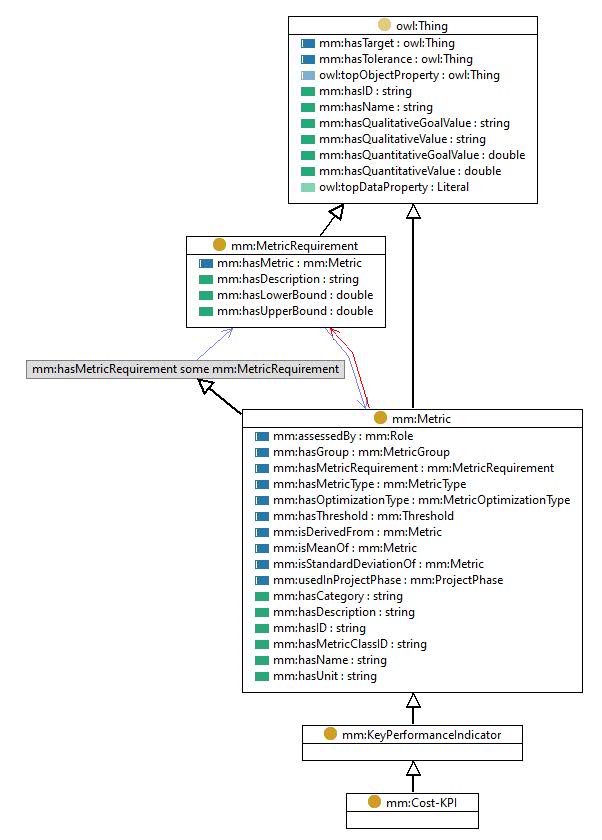 owl:Thing
mm:hasTarget : owl:Thing
mm:hasTolerance : owl:Thing
owl:topObjectProperty : owl:Thing
mm:hasID : string
mm:hasName : string
mm:hasQualitativeGoalValue : string
mm:hasQualitativeValue : string
mm:hasQuantitativeGoalValue : double
mm:hasQuantitativeValue : double
owl:topDataProperty : Literal
mm:MetricRequirement
mm:hasMetric : mm:Metric
mm:hasDescription : string
mm:hasLowerBound : double
mm:hasUpperBound : double
mm:hasMetricRequirement some mm:MetricRequirement
mm:Metric
mm:assessedBy : mm:Role
mm:hasGroup : mm:MetricGroup
mm:hasMetricRequirement : mm:MetricRequirement
mm:hasMetricType : mm:MetricType
mm:hasOptimizationType : mm:MetricOptimizationType
mm:hasThreshold : mm:Threshold
mm:isDerivedFrom : mm:Metric
mm:isMeanOf : mm:Metric
mm:isStandardDeviationOf : mm:Metric
mm:usedInProjectPhase : mm:ProjectPhase
mm:hasCategory : string
mm:hasDescription : string
mm:hasID : string
mm:hasMetricClassID : string
mm:hasName : string
mm:hasUnit : string
mm:KeyPerformanceIndicator
mm:Cost-KPI